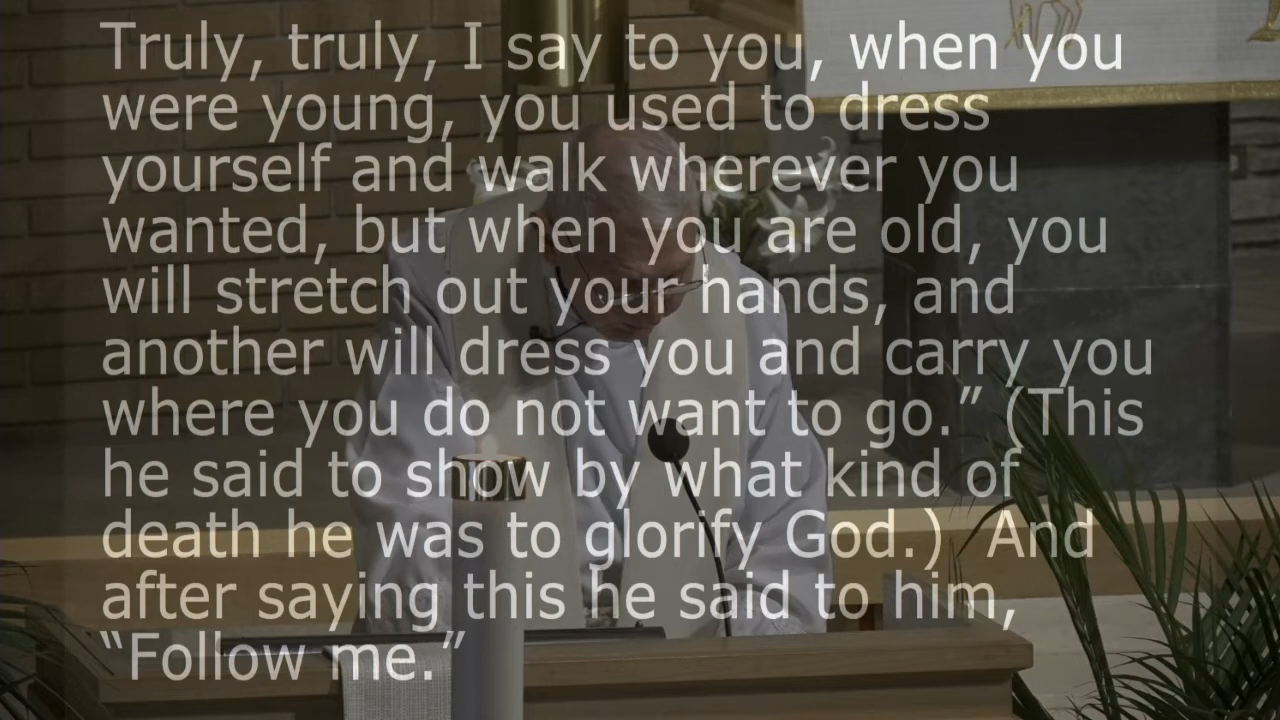 Truly, truly, I say to you, when you
were young, you used to dress
yourself and walk wherever you
wanted, but when you are old, you
will stretch out your hands, and
another will dress you and carry you
where you do not want to go.” (This
he said to show by what kind of
death he was to glorify God.)  And
after saying this he said to him,
“Follow me.”